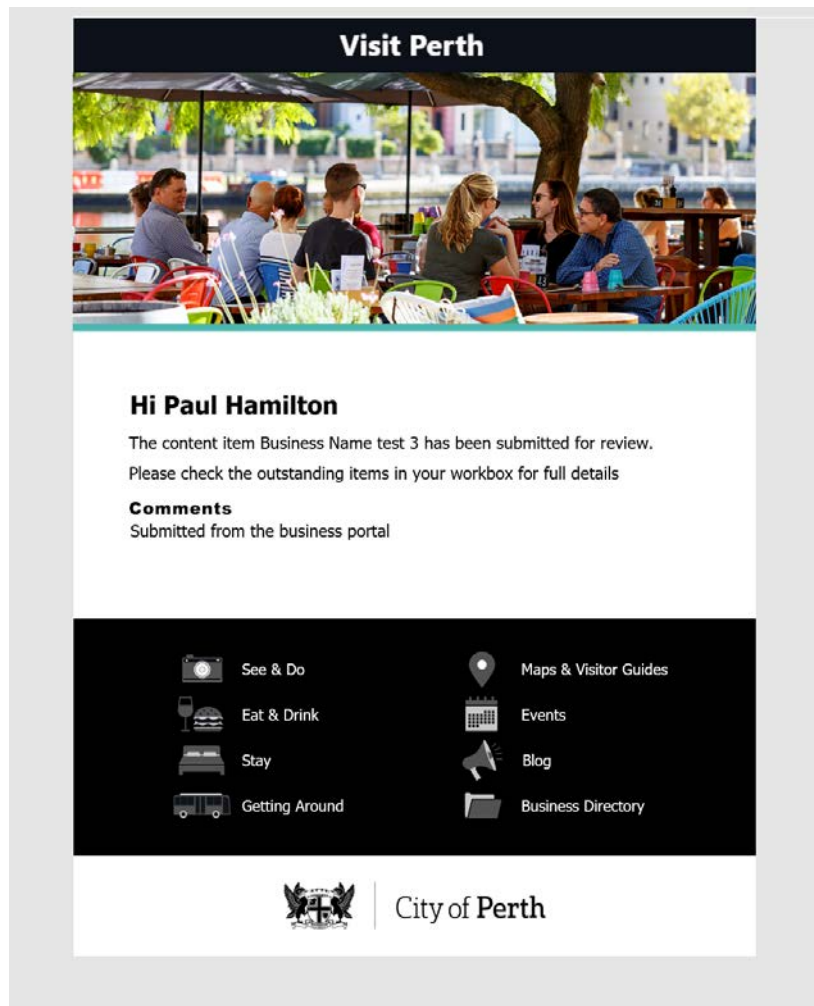 Visit Perth
Hi Paul Hamilton
The content item Business Name test 3 has been submitted for review.
Please check the outstanding items in your workbox for full details
Comments
Submitted from the business portal
See & Do
Maps & Visitor Guides
Eat & Drink
Events
Stay
Blog
Getting Around
Business Directory
City of Perth